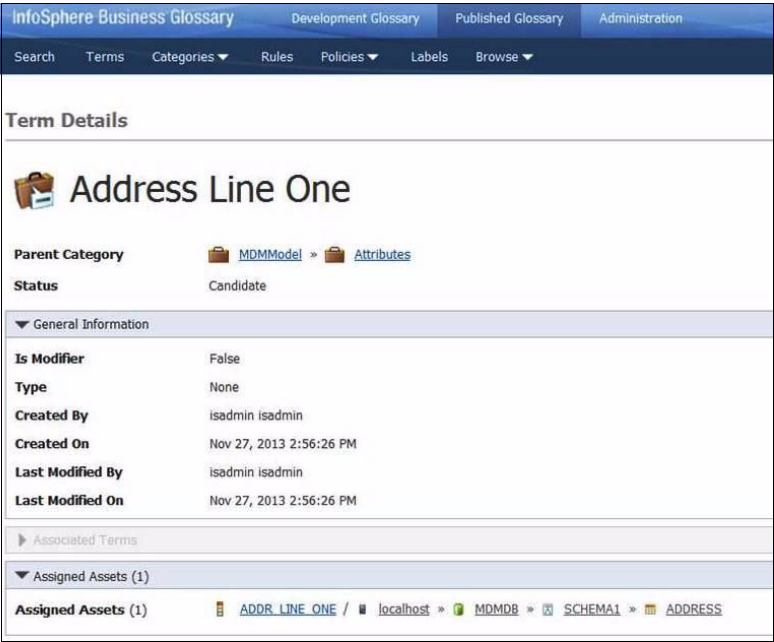 InfoSphere Business Glossary Development Glossary Published Glossary Administration
Search Terms Categories Rules Policies Labels Browse
Term Details
Address Line One
Parent Category MDMModel » Attributes
Status Candidate
General Information
Is Modifier False
Type None
Created By isadmin isadmin
Created On Nov 27, 2013 2:56:26 PM
Last Modified By isadmin isadmin
Last Modified On Nov 27, 2013 2:56:26 PM
Associated Terms
Assigned Assets (1)
Assigned Assets (1) ADDR_LINE_ONE / localhost » MDMDB » SCHEMA1 » ADDRESS